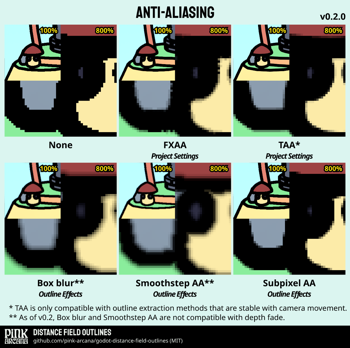 ANTI-ALIASING
v0.2.0
100% 800% 100% 800% 100% 800%
None FXAA TAA*
Project Settings Project Settings
100% 800% 100% 800% 100% 800%
Box blur** Smoothstep AA** Subpixel AA
Outline Effects Outline Effects Outline Effects
* TAA is only compatible with outline extraction methods that are stable with camera movement.
** As of v0.2, Box blur and Smoothstep AA are not compatible with depth fade.
PINK ARCANA
DISTANCE FIELD OUTLINES
github.com/pink-arcana/godot-distance-field-outlines (MIT)